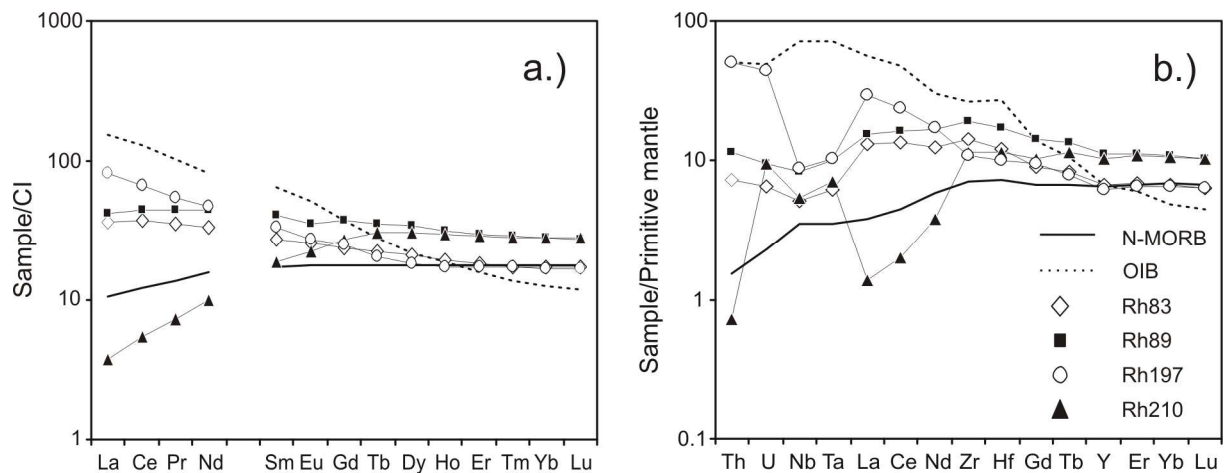 1000
100
10
1
Sample/CI
a.)
La Ce Pr Nd Sm Eu Gd Tb Dy Ho Er Tm Yb Lu
100
10
1
0.1
Sample/Primitive mantle
b.)
N-MORB
OIB
Rh83
Rh89
Rh197
Rh210
Th U Nb Ta La Ce Nd Zr Hf Gd Tb Y Er Yb Lu